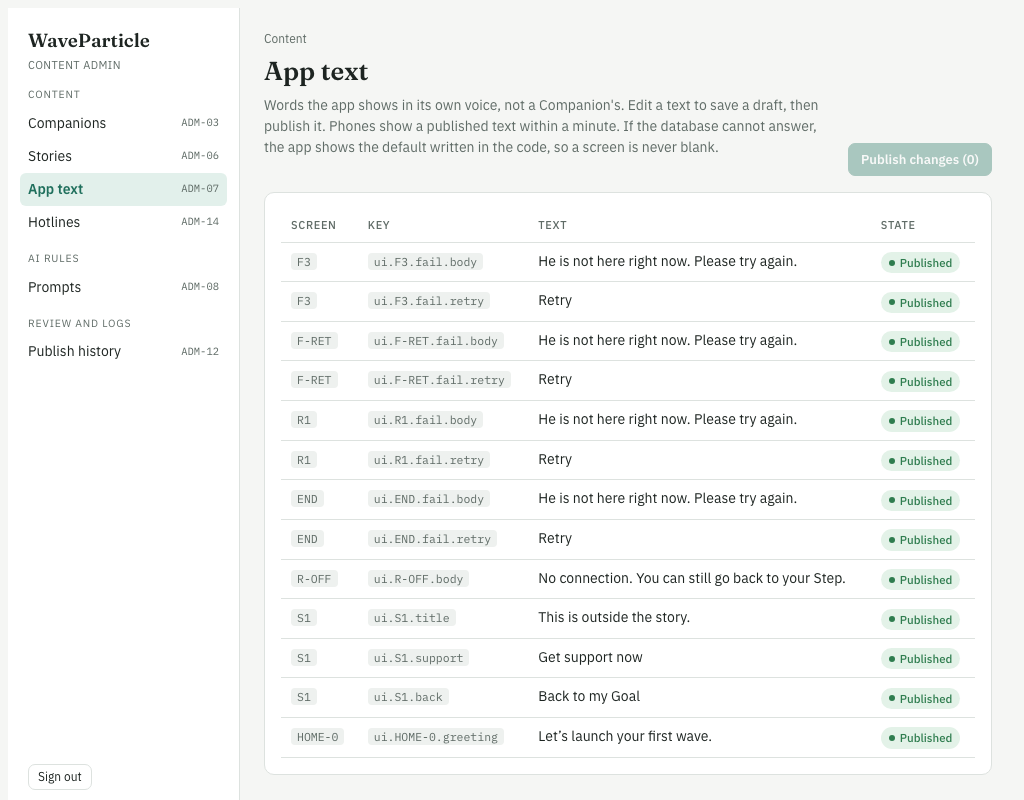 WaveParticle
CONTENT ADMIN
CONTENT
Companions ADM-03
Stories ADM-06
App text ADM-07
Hotlines ADM-14
AI RULES
Prompts ADM-08
REVIEW AND LOGS
Publish history ADM-12
Sign out
Content
App text
Words the app shows in its own voice, not a Companion's. Edit a text to save a draft, then
publish it. Phones show a published text within a minute. If the database cannot answer,
the app shows the default written in the code, so a screen is never blank.
Publish changes (0)
SCREEN KEY TEXT STATE
F3 ui.F3.fail.body He is not here right now. Please try again. Published
F3 ui.F3.fail.retry Retry Published
F-RET ui.F-RET.fail.body He is not here right now. Please try again. Published
F-RET ui.F-RET.fail.retry Retry Published
R1 ui.R1.fail.body He is not here right now. Please try again. Published
R1 ui.R1.fail.retry Retry Published
END ui.END.fail.body He is not here right now. Please try again. Published
END ui.END.fail.retry Retry Published
R-OFF ui.R-OFF.body No connection. You can still go back to your Step. Published
S1 ui.S1.title This is outside the story. Published
S1 ui.S1.support Get support now Published
S1 ui.S1.back Back to my Goal Published
HOME-0 ui.HOME-0.greeting Let’s launch your first wave. Published